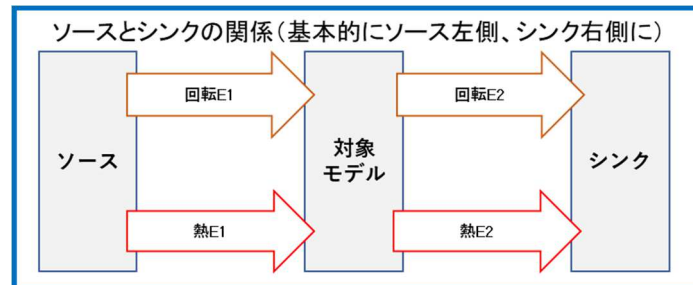 ソースとシンクの関係（基本的にソース左側、シンク右側に）
回転E1
回転E2
ソース
対象
モデル
シンク
熱E1
熱E2